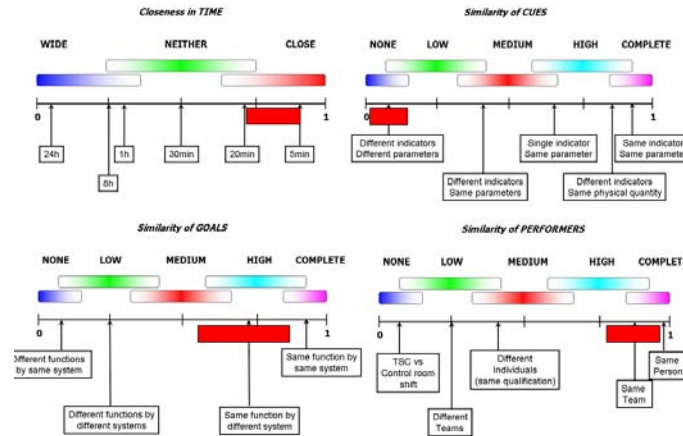 Closeness in TIME
WIDE NEITHER CLOSE
0 1
24h 1h 30min 20min 5min
8h
Similarity of CUES
NONE LOW MEDIUM HIGH COMPLETE
0 1
Different indicators
Different parameters
Single indicator
Same parameter
Same indicator
Same parameter
Different indicators
Same parameters
Different indicators
Same physical quantity
Similarity of GOALS
NONE LOW MEDIUM HIGH COMPLETE
0 1
Different functions
by same system
Same function by
same system
Different functions by
different systems
Same function by
different system
Similarity of PERFORMERS
NONE LOW MEDIUM HIGH COMPLETE
0 1
TSC vs
Control room
shift
Different
Individuals
(same qualification)
Same
Person
Same
Team
Different
Teams